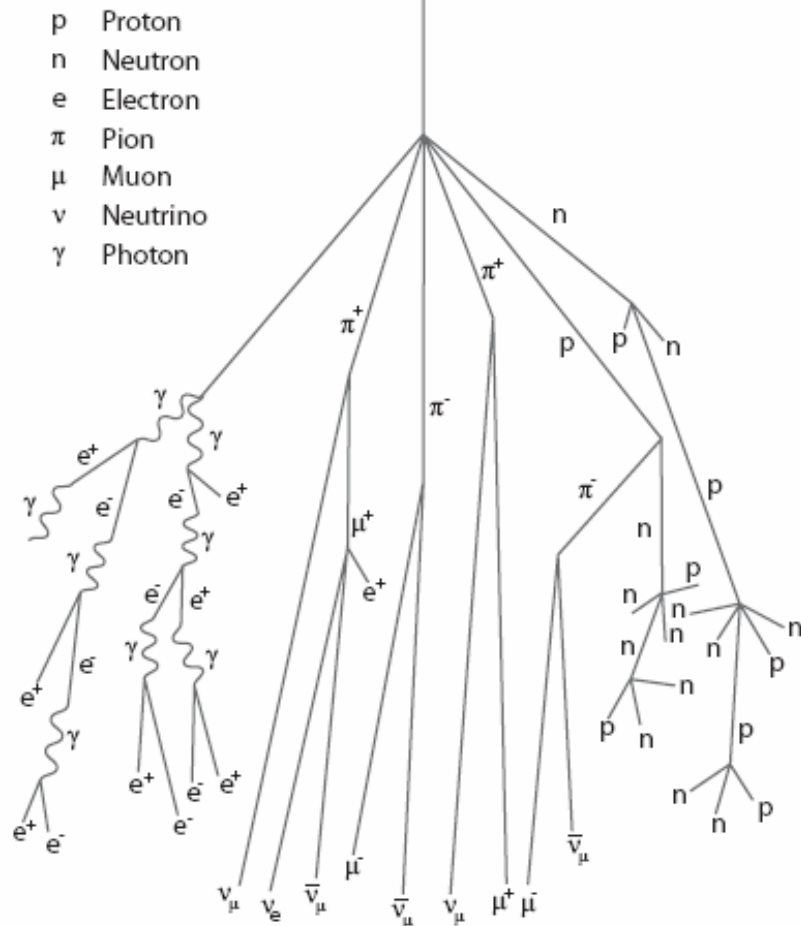 p Proton
n Neutron
e Electron
π Pion
μ Muon
ν Neutrino
γ Photon
n
π⁺
π⁺
p
p
n
γ
γ
π⁻
e⁺
e⁻
e⁺
π⁻
p
γ
e⁻
μ⁺
n
γ
γ
p
e⁻
e⁺
e⁺
n
n
n
n
n
p
γ
γ
n
e⁻
e⁺
n
p
n
p
γ
e⁺
e⁻
e⁺
n
p
n
e⁻
e⁺
e⁻
ν̅μ
μ⁻
νμ
νe
ν̅μ
ν̅μ
νμ
μ⁺
μ⁻